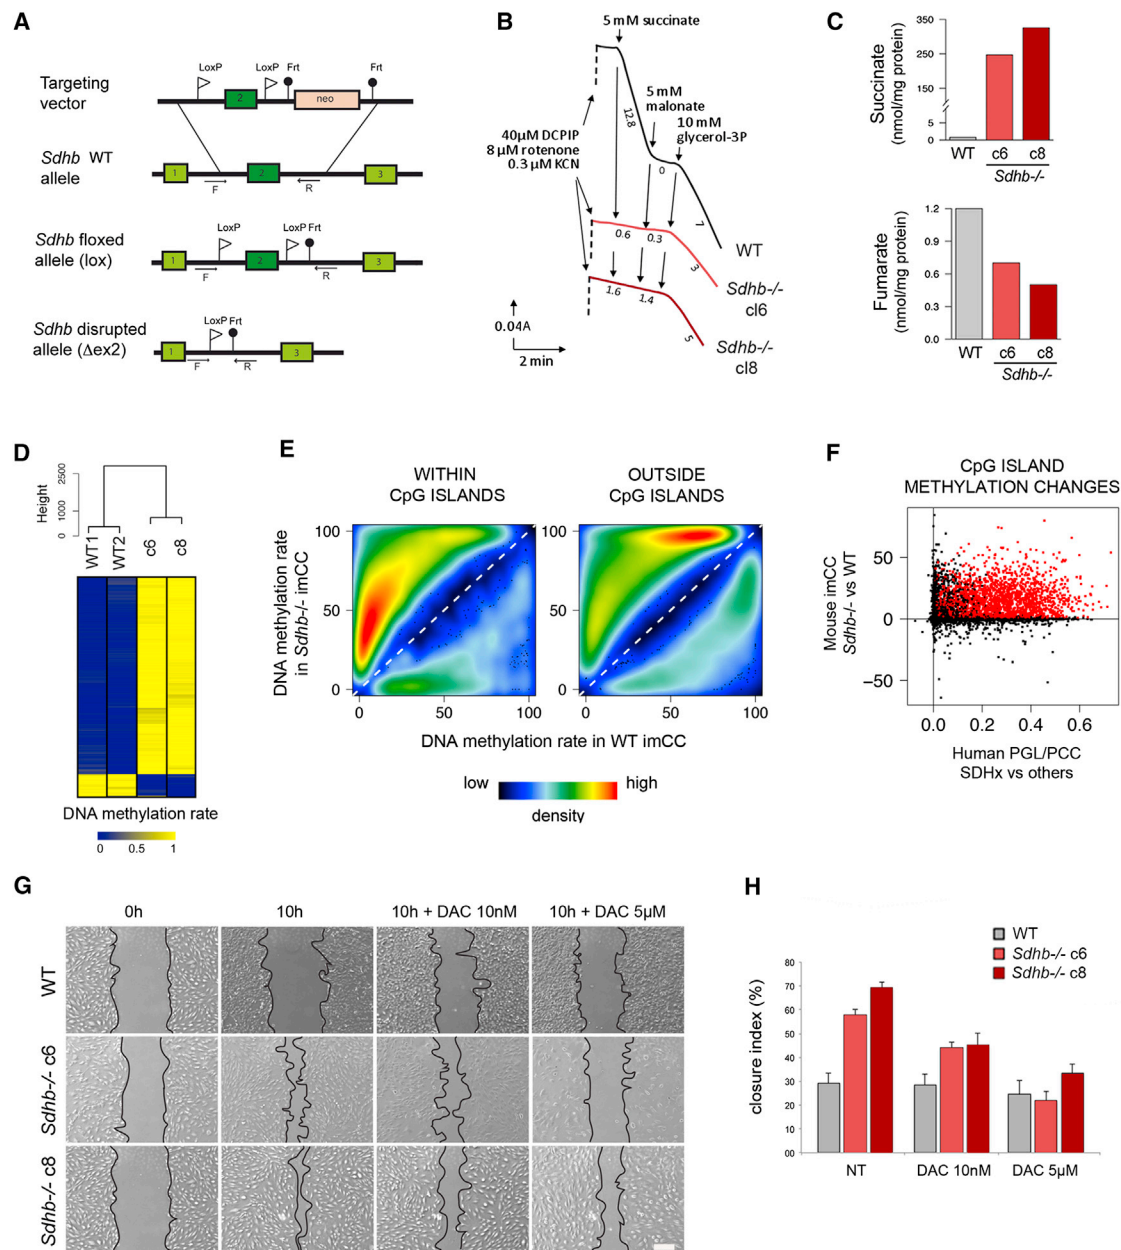 A
LoxP LoxP Frt Frt
Targeting
vector
2 neo
Sdhb WT
allele
1 2 3
F R
LoxP LoxP Frt
Sdhb floxed
allele (lox)
1 2 3
F R
LoxP Frt
Sdhb disrupted
allele (Δex2)
1 3
F R
B
5 mM succinate
5 mM
malonate
10 mM
glycerol-3P
40µM DCPIP
8 µM rotenone
0.3 µM KCN
12.8
0
7
WT
0.6 0.3
3
Sdhb-/-
cl6
1.6 1.4
5
Sdhb-/-
cl8
0.04A
2 min
C
Succinate
(nmol/mg protein)
350
250
150
5
0
WT c6 c8
Sdhb-/-
Fumarate
(nmol/mg protein)
1.2
0.9
0.6
0.3
0.0
WT c6 c8
Sdhb-/-
D
Height
2500
1000
0
WT1 WT2 c6 c8
DNA methylation rate
0 0.5 1
E
WITHIN
CpG ISLANDS
OUTSIDE
CpG ISLANDS
DNA methylation rate
in Sdhb-/- imCC
100
50
0
0 50 100
100
50
0
0 50 100
DNA methylation rate in WT imCC
low high
density
F
CpG ISLAND
METHYLATION CHANGES
Mouse imCC
Sdhb-/- vs WT
50
0
−50
0.0 0.2 0.4 0.6
Human PGL/PCC
SDHx vs others
G
0h 10h 10h + DAC 10nM 10h + DAC 5µM
WT
Sdhb-/- c6
Sdhb-/- c8
H
WT
Sdhb-/- c6
Sdhb-/- c8
closure index (%)
80
70
60
50
40
30
20
10
00
NT DAC 10nM DAC 5µM